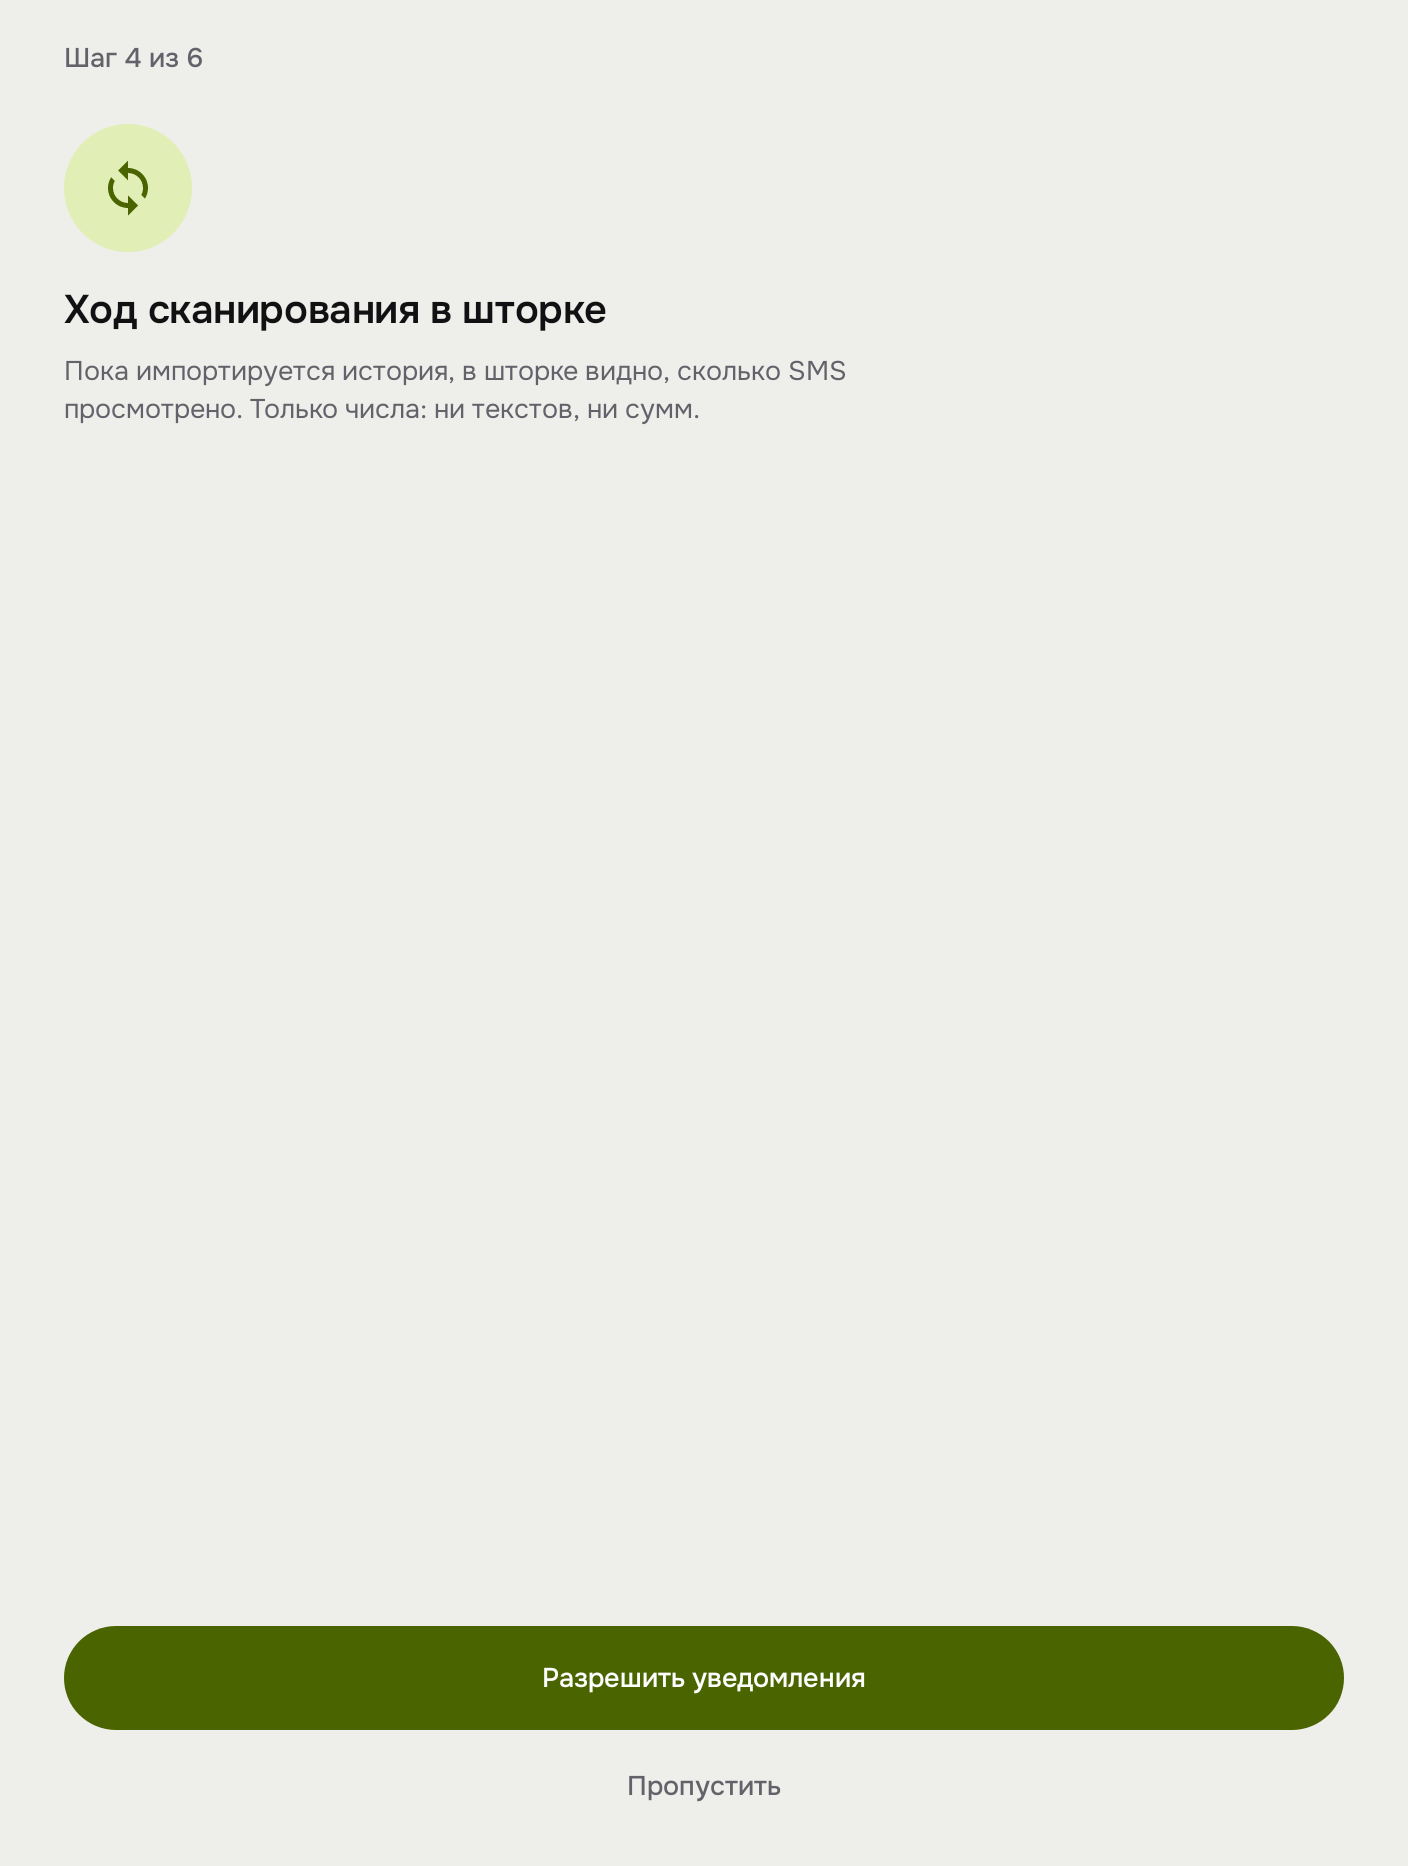 Шаг 4 из 6
Ход сканирования в шторке
Пока импортируется история, в шторке видно, сколько SMS
просмотрено. Только числа: ни текстов, ни сумм.
Разрешить уведомления
Пропустить